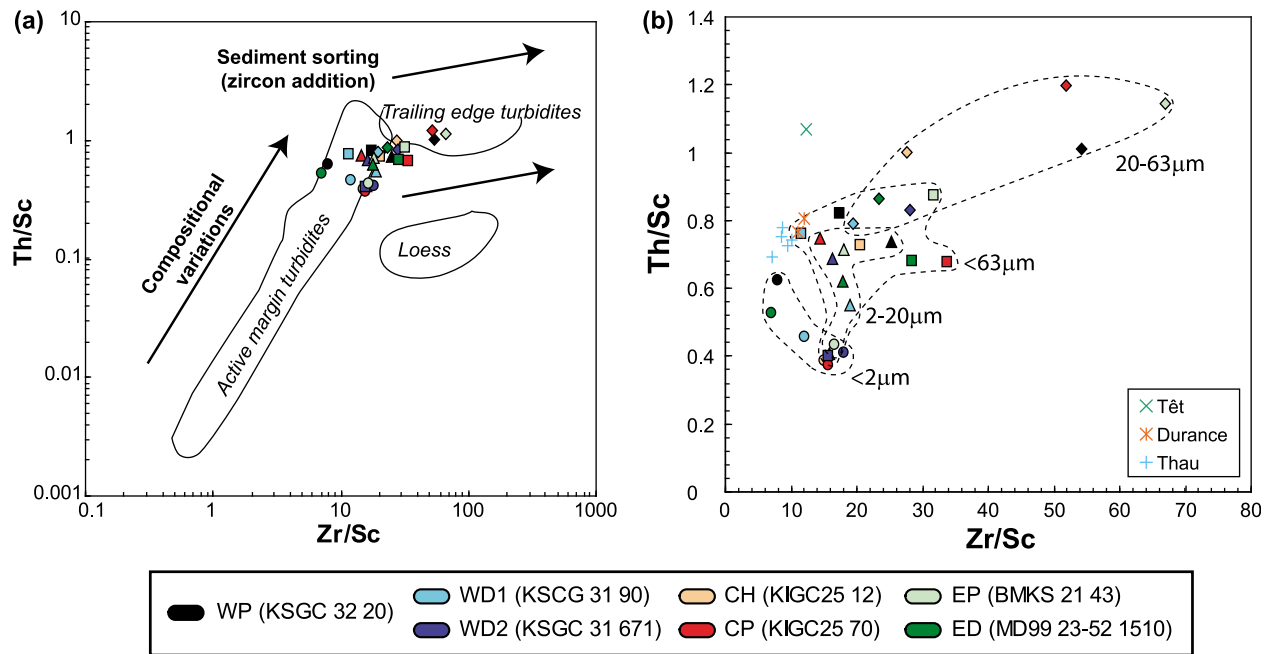 (a)
10
1
0.1
0.01
0.001
Th/Sc
0.1
1
10
100
1000
Zr/Sc
Sediment sorting
(zircon addition)
Trailing edge turbidites
Compositional
variations
Active margin turbidites
Loess
(b)
1.4
1.2
1
0.8
0.6
0.4
0.2
0
Th/Sc
0
10
20
30
40
50
60
70
80
Zr/Sc
20-63μm
<63μm
2-20μm
<2μm
Têt
Durance
Thau
WP (KSGC 32 20)
WD1 (KSCG 31 90)
CH (KIGC25 12)
EP (BMKS 21 43)
WD2 (KSGC 31 671)
CP (KIGC25 70)
ED (MD99 23-52 1510)